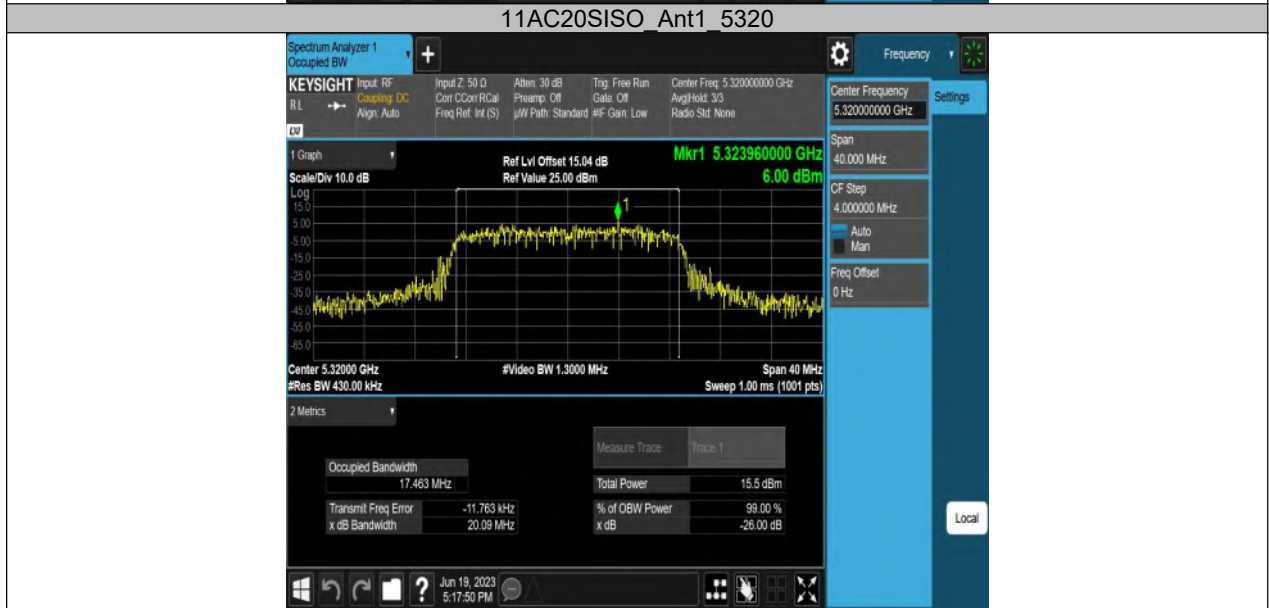 11AC20SISO_Ant1_5320
Spectrum Analyzer 1
Occupied BW
+
Frequency
KEYSIGHT
RL
LXI
Input: RF
Coupling: DC
Align: Auto
Input Z: 50 Ω
Corr CCorr RCal
Freq Ref: Int (S)
Atten: 30 dB
Preamp: Off
µW Path: Standard
Trig: Free Run
Gate: Off
#IF Gain: Low
Center Freq: 5.320000000 GHz
Avg|Hold: 3/3
Radio Std: None
Center Frequency
5.320000000 GHz
Settings
Span
40.000 MHz
CF Step
4.000000 MHz
Auto
Man
Freq Offset
0 Hz
Local
1 Graph
Scale/Div 10.0 dB
Ref Lvl Offset 15.04 dB
Ref Value 25.00 dBm
Mkr1 5.323960000 GHz
6.00 dBm
Log
15.0
5.00
-5.00
-15.0
-25.0
-35.0
-45.0
-55.0
-65.0
1
Center 5.32000 GHz
#Res BW 430.00 kHz
#Video BW 1.3000 MHz
Span 40 MHz
Sweep 1.00 ms (1001 pts)
2 Metrics
Measure Trace Trace 1
Occupied Bandwidth
17.463 MHz
Total Power 15.5 dBm
Transmit Freq Error -11.763 kHz
% of OBW Power 99.00 %
x dB Bandwidth 20.09 MHz
x dB -26.00 dB
?
Jun 19, 2023
5:17:50 PM